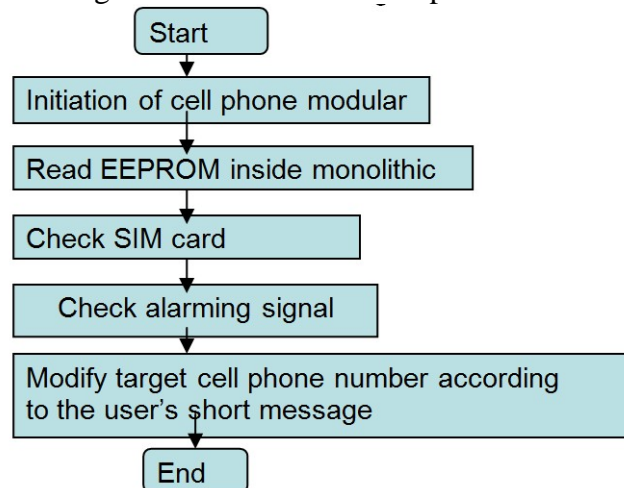 Start
Initiation of cell phone modular
Read EEPROM inside monolithic
Check SIM card
Check alarming signal
Modify target cell phone number according
to the user's short message
End